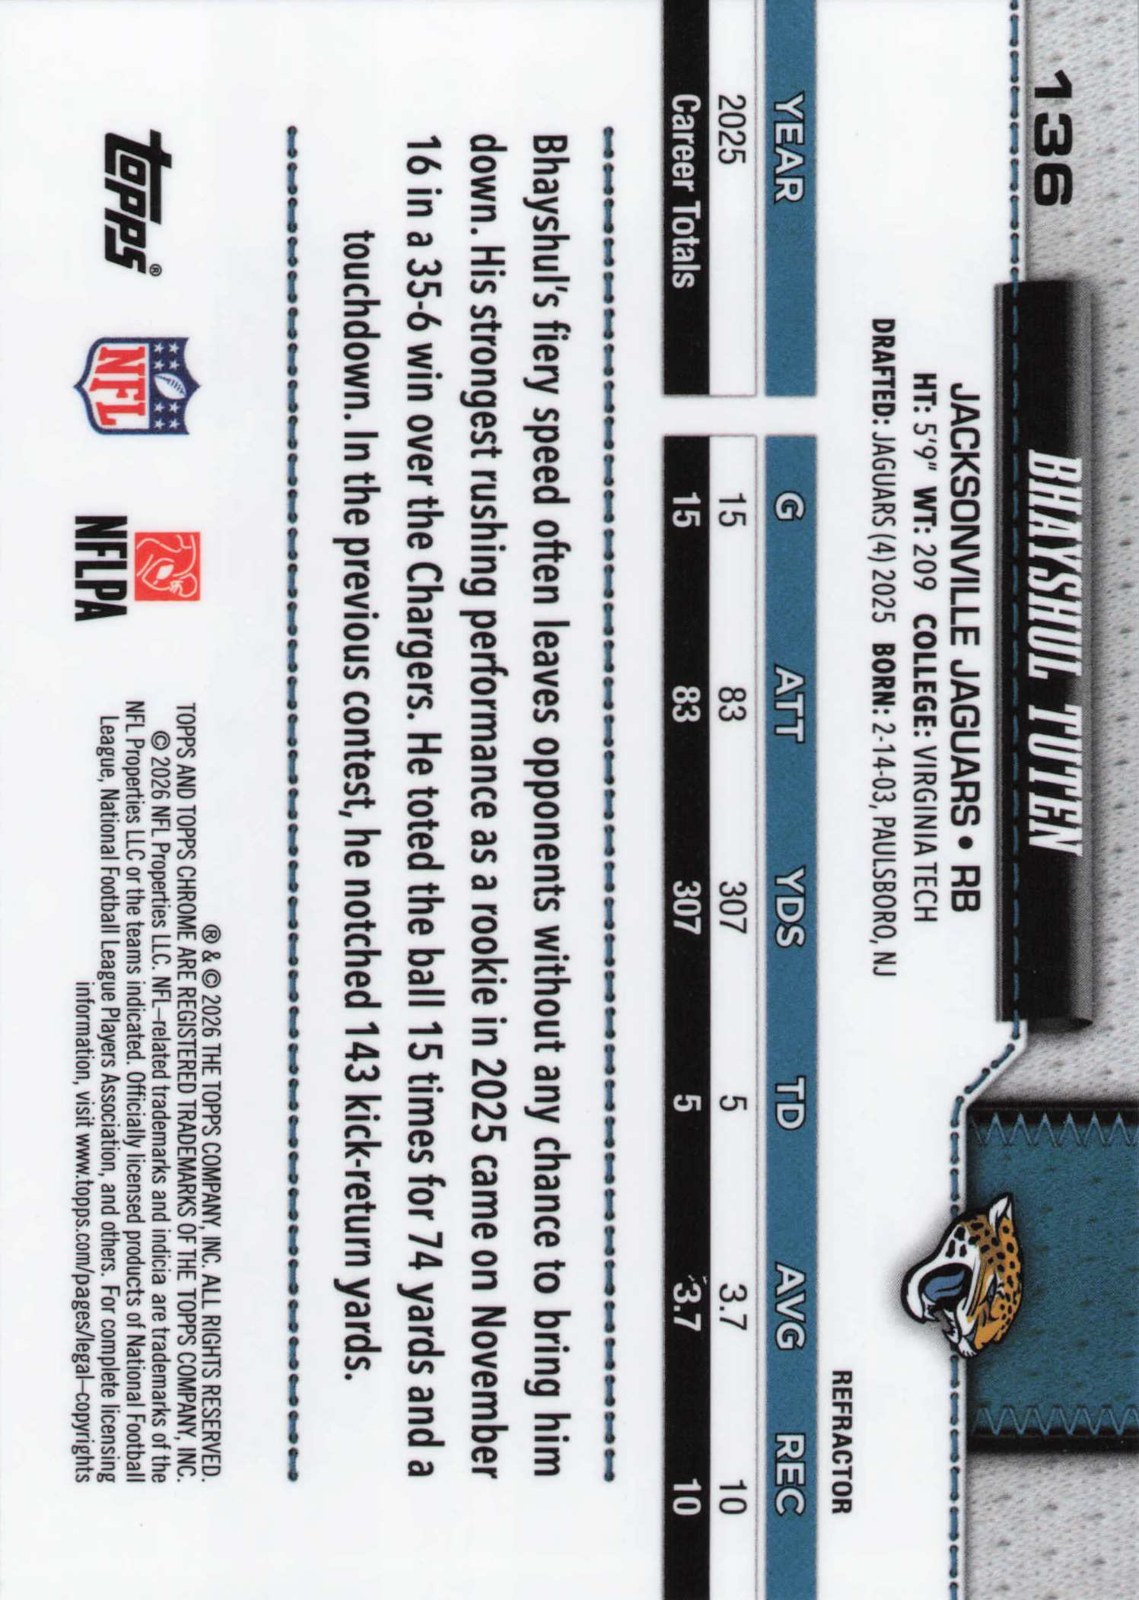 136
BHAYSHUL TUTEN
JACKSONVILLE JAGUARS • RB
HT: 5'9" WT: 209 COLLEGE: VIRGINIA TECH
DRAFTED: JAGUARS (4) 2025 BORN: 2-14-03, PAULSBORO, NJ
REFRACTOR
YEAR G ATT YDS TD AVG REC
2025 15 83 307 5 3.7 10
Career Totals 15 83 307 5 3.7 10
Bhayshul's fiery speed often leaves opponents without any chance to bring him
down. His strongest rushing performance as a rookie in 2025 came on November
16 in a 35-6 win over the Chargers. He toted the ball 15 times for 74 yards and a
touchdown. In the previous contest, he notched 143 kick-return yards.
topps®
NFL
NFLPA
® & © 2026 THE TOPPS COMPANY, INC. ALL RIGHTS RESERVED.
TOPPS AND TOPPS CHROME ARE REGISTERED TRADEMARKS OF THE TOPPS COMPANY, INC.
© 2026 NFL Properties LLC. NFL-related trademarks and indicia are trademarks of the
NFL Properties LLC or the teams indicated. Officially licensed products of National Football
League, National Football League Players Association, and others. For complete licensing
information, visit www.topps.com/pages/legal-copyrights